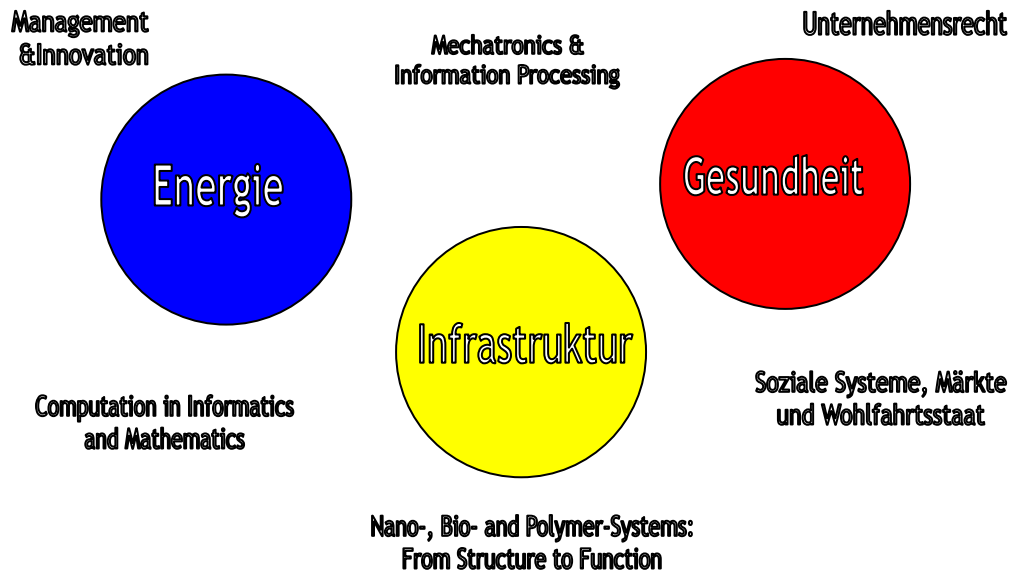 Management
&Innovation
Mechatronics &
Information Processing
Unternehmensrecht
Energie
Gesundheit
Infrastruktur
Computation in Informatics
and Mathematics
Soziale Systeme, Märkte
und Wohlfahrtsstaat
Nano-, Bio- and Polymer-Systems:
From Structure to Function